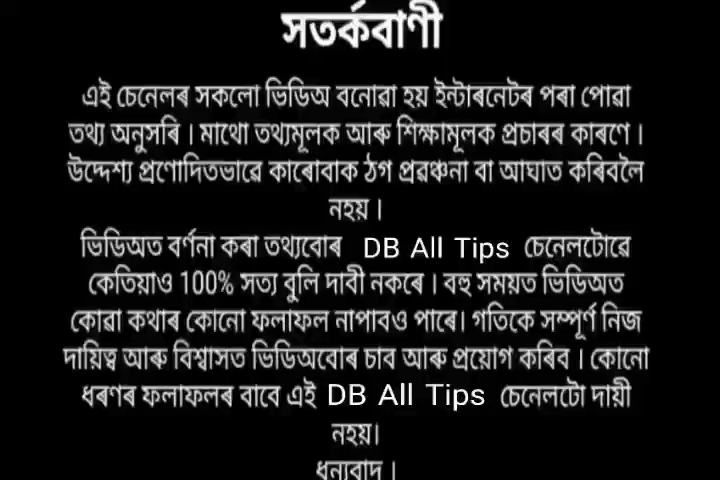 সতৰ্কবাণী
এই চেনেলৰ সকলো ভিডিঅ বনোৱা হয় ইন্টাৰনেটৰ পৰা পোৱা
তথ্য অনুসৰি । মাথো তথ্যমূলক আৰু শিক্ষামূলক প্ৰচাৰৰ কাৰণে ।
উদ্দেশ্য প্ৰণোদিতভাৱে কাৰোবাক ঠগ প্ৰৱঞ্চনা বা আঘাত কৰিবলৈ
নহয় ।
ভিডিঅত বৰ্ণনা কৰা তথ্যবোৰ DB All Tips চেনেলটোৱে
কেতিয়াও 100% সত্য বুলি দাবী নকৰে । বহু সময়ত ভিডিঅত
কোৱা কথাৰ কোনো ফলাফল নাপাবও পাৰে। গতিকে সম্পূৰ্ণ নিজ
দায়িত্ব আৰু বিশ্বাসত ভিডিঅবোৰ চাব আৰু প্ৰয়োগ কৰিব । কোনো
ধৰণৰ ফলাফলৰ বাবে এই DB All Tips চেনেলটো দায়ী
নহয়।
ধন্যবাদ ।